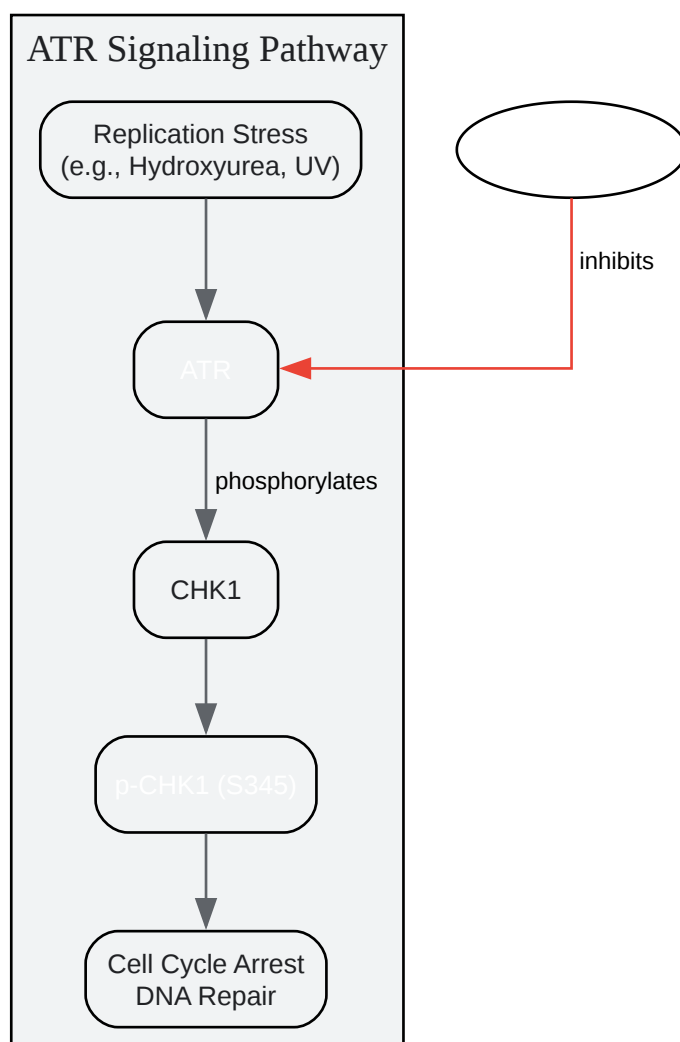 ATR Signaling Pathway
Replication Stress
(e.g., Hydroxyurea, UV)
inhibits
ATR
phosphorylates
CHK1
p-CHK1 (S345)
Cell Cycle Arrest
DNA Repair